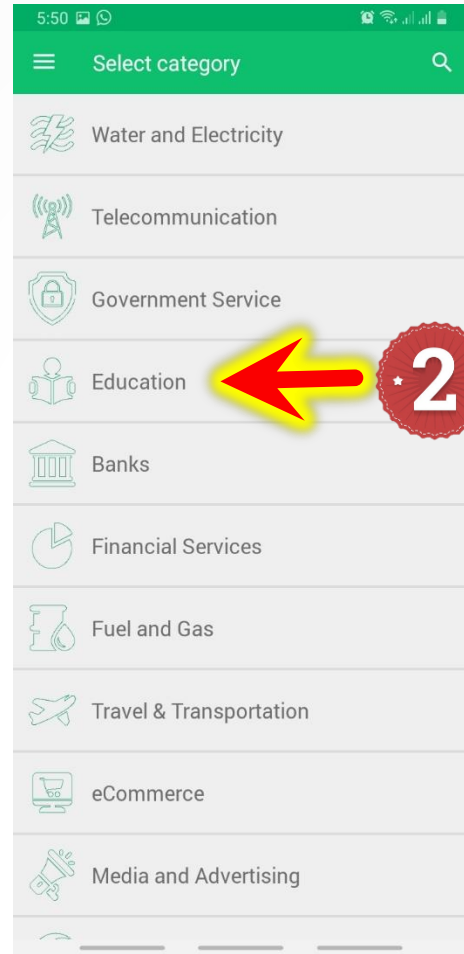 5:50
Select category
Water and Electricity
Telecommunication
Government Service
Education
2
Banks
Financial Services
Fuel and Gas
Travel & Transportation
eCommerce
Media and Advertising